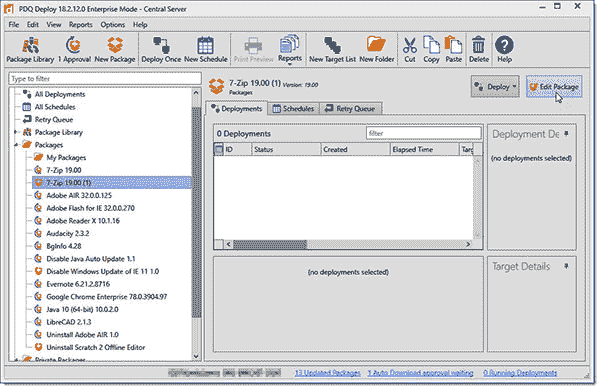 PDQ Deploy 18.2.12.0 Enterprise Mode - Central Server
File Edit View Reports Options Help
Package Library 1 Approval New Package Deploy Once New Schedule Print Preview Reports New Target List New Folder Cut Copy Paste Delete Help
Type to filter
All Deployments
All Schedules
Retry Queue
Package Library
Packages
My Packages
7-Zip 19.00
7-Zip 19.00 (1)
Adobe AIR 32.0.0.125
Adobe Flash for IE 32.0.0.270
Adobe Reader X 10.1.16
Audacity 2.3.2
BgInfo 4.28
Disable Java Auto Update 1.1
Disable Windows Update of IE 11 1.0
Evernote 6.21.2.8716
Google Chrome Enterprise 78.0.3904.97
Java 10 (64-bit) 10.0.2.0
LibreCAD 2.1.3
Uninstall Adobe AIR 1.0
Uninstall Scratch 2 Offline Editor
Private Packages
7-Zip 19.00 (1) Version: 19.00
Packages
Deploy
Edit Package
Deployments Schedules Retry Queue
0 Deployments
filter
ID Status Created Elapsed Time Targ
Deployment De
(no deployments selected)
(no deployments selected)
Target Details
13 Updated Packages 1 Auto Download approval waiting 0 Running Deployments